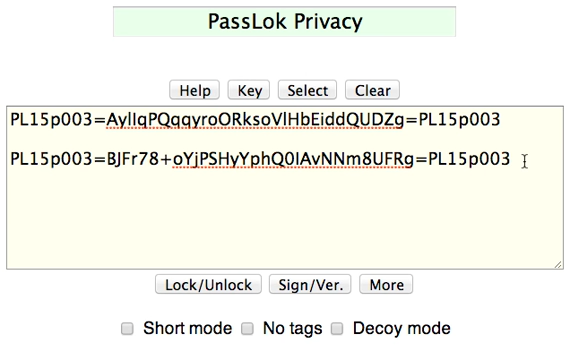 PassLok Privacy
Help Key Select Clear
PL15p003=AylIqPQqqyroORksoVlHbEiddQUDZg=PL15p003
PL15p003=BJFr78+oYjPSHyYphQ0IAvNNm8UFRg=PL15p003
Lock/Unlock Sign/Ver. More
Short mode No tags Decoy mode